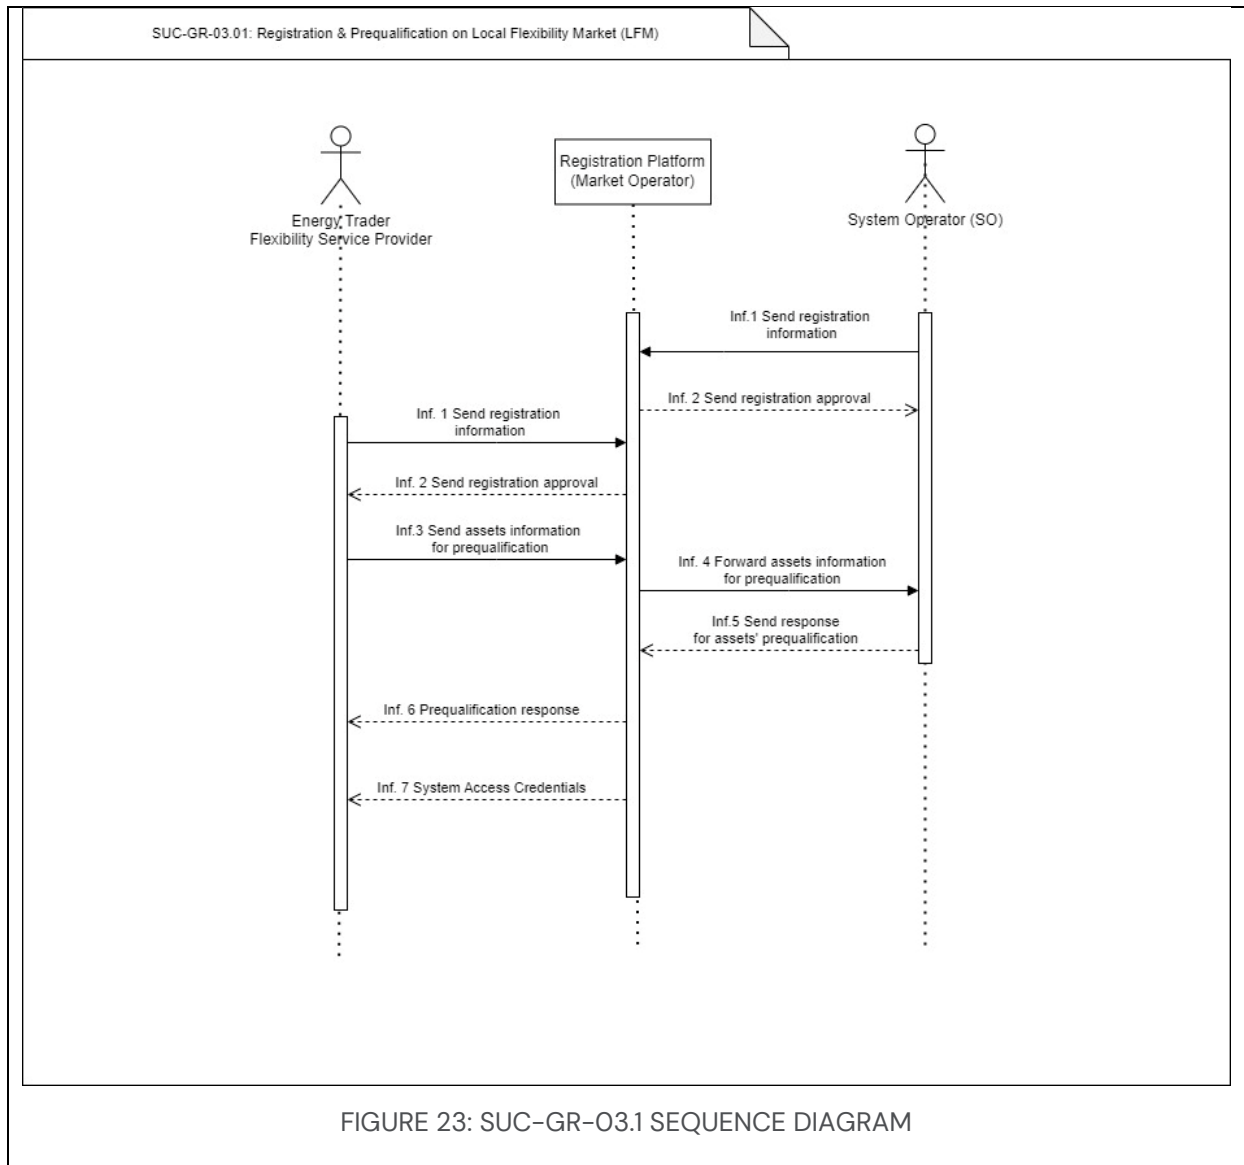 SUC-GR-03.01: Registration & Prequalification on Local Flexibility Market (LFM)
Energy Trader
Flexibility Service Provider
Registration Platform
(Market Operator)
System Operator (SO)
Inf.1 Send registration
information
Inf. 2 Send registration approval
Inf. 1 Send registration
information
Inf. 2 Send registration approval
Inf.3 Send assets information
for prequalification
Inf. 4 Forward assets information
for prequalification
Inf.5 Send response
for assets' prequalification
Inf. 6 Prequalification response
Inf. 7 System Access Credentials
FIGURE 23: SUC-GR-03.1 SEQUENCE DIAGRAM